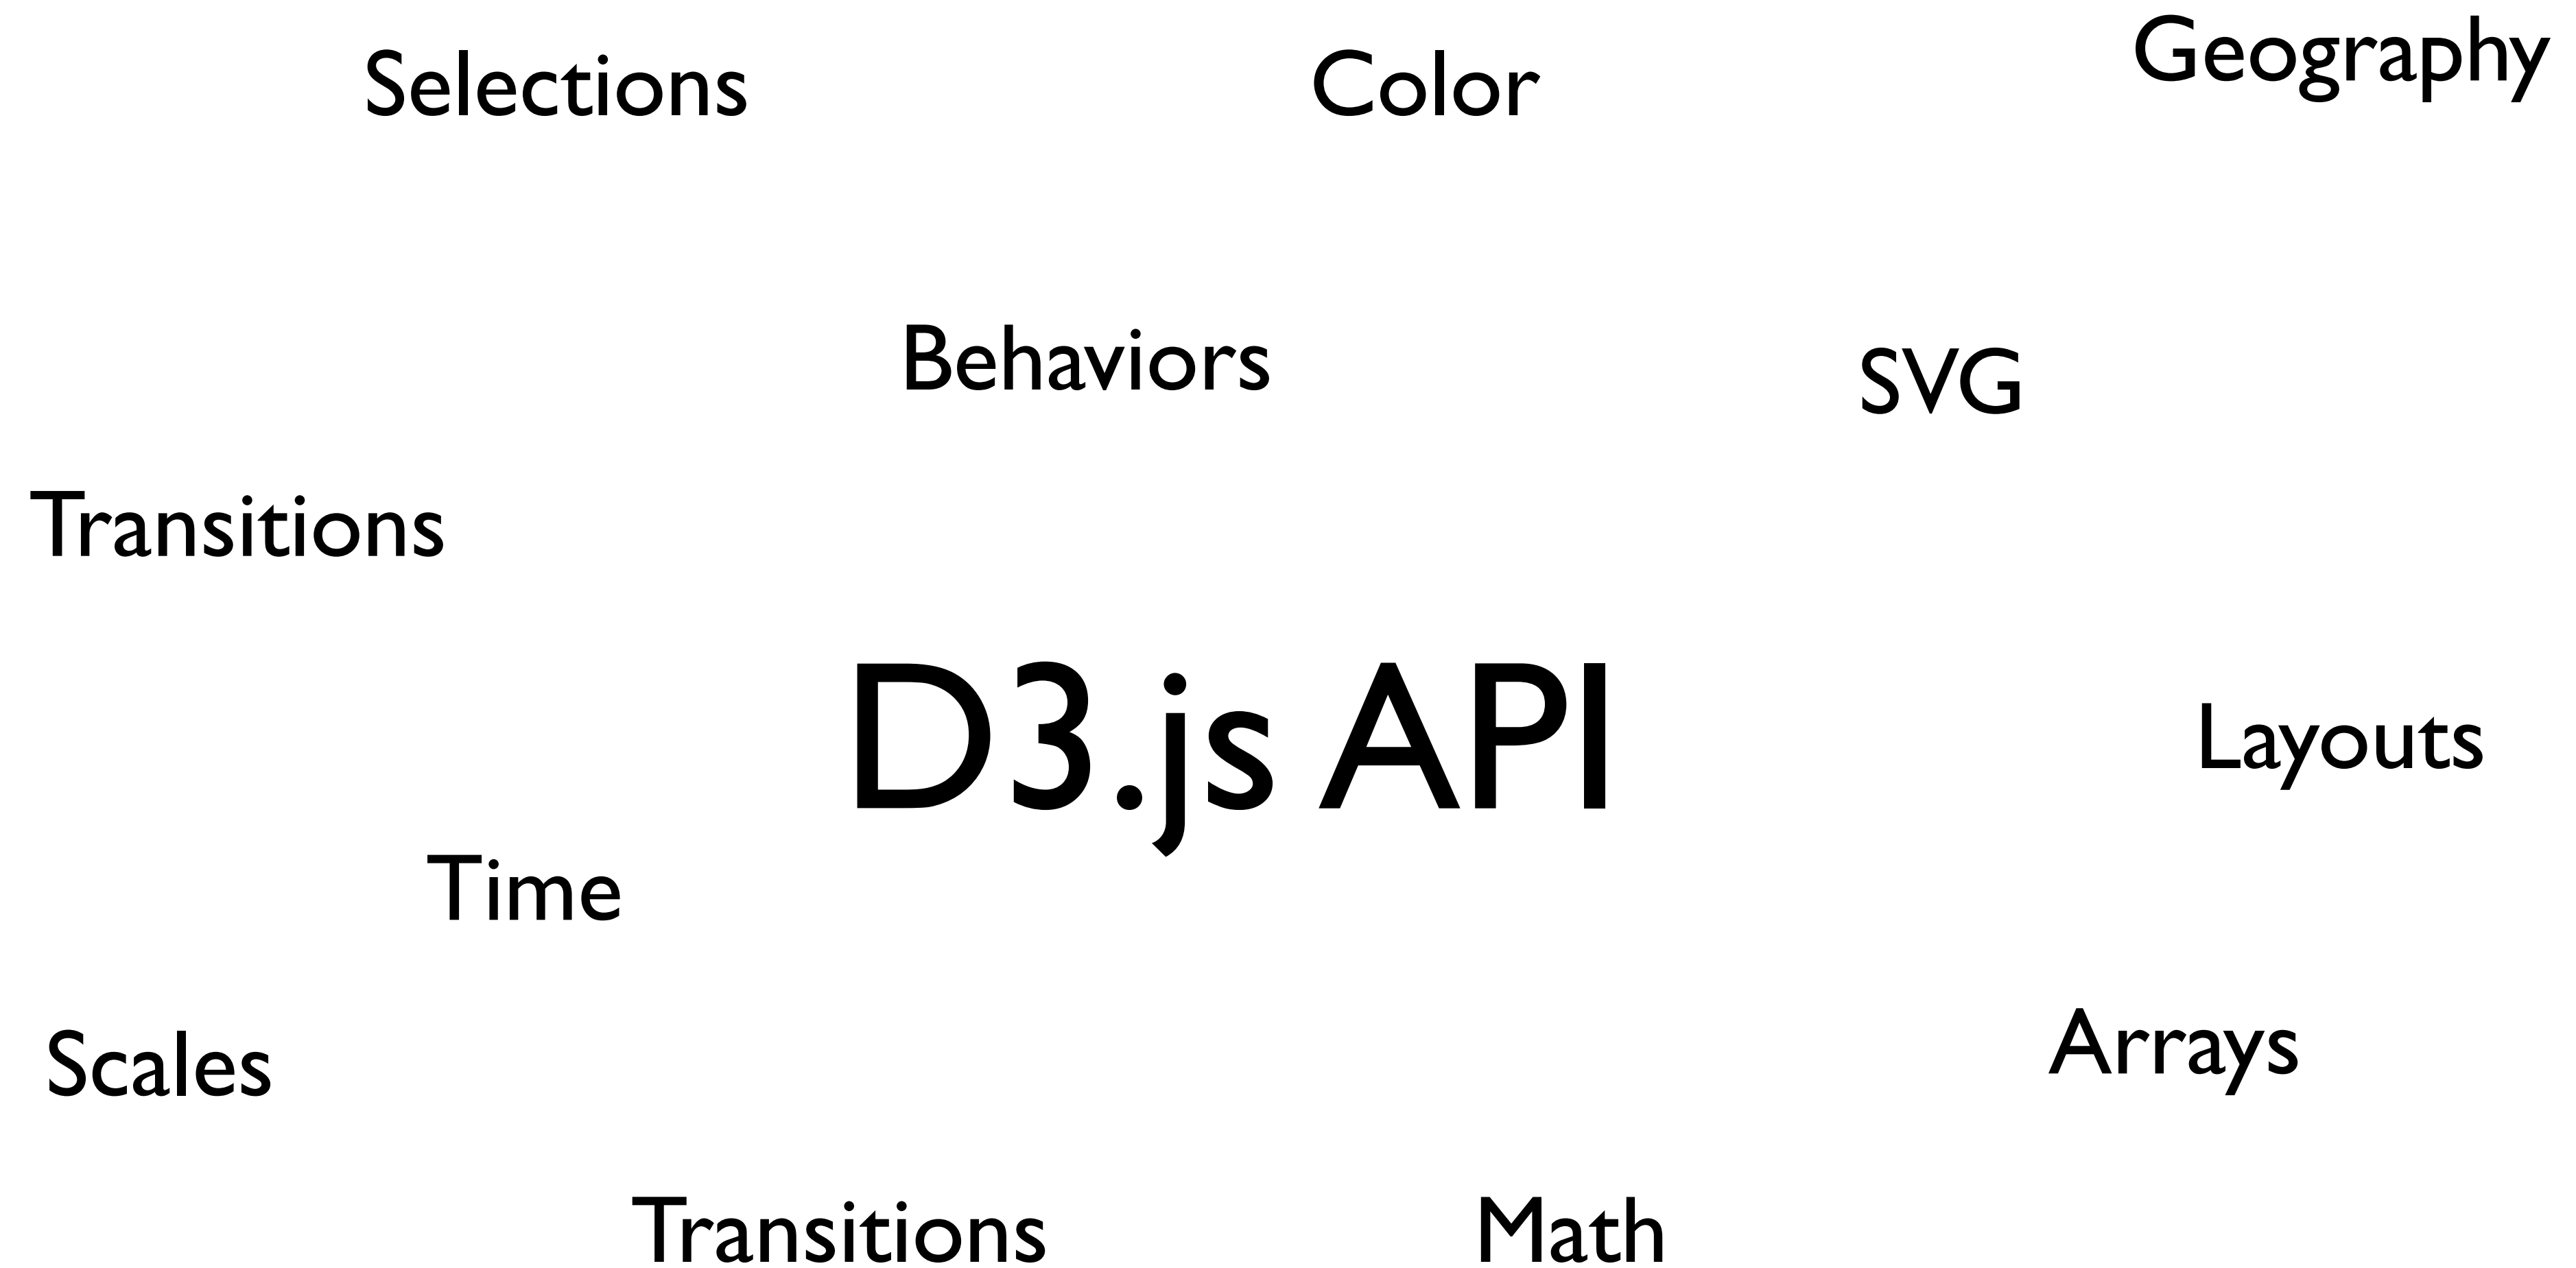 Geography
Selections
Color
Behaviors
SVG
Transitions
D3.js API
Layouts
Time
Scales
Arrays
Transitions
Math